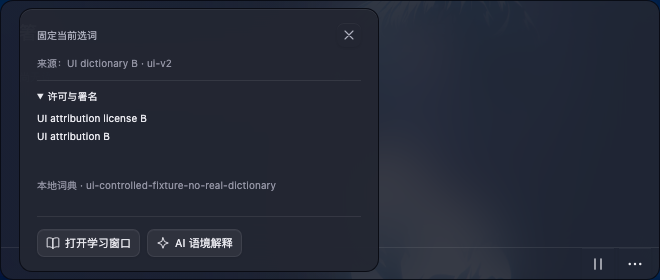 固定当前选词
来源：UI dictionary B · ui-v2
▼ 许可与署名
UI attribution license B
UI attribution B
本地词典 · ui-controlled-fixture-no-real-dictionary
打开学习窗口
AI 语境解释